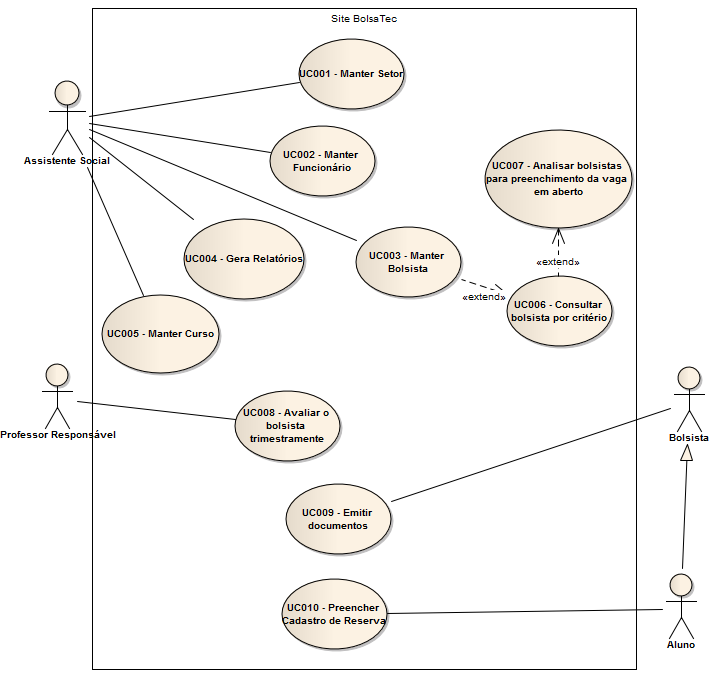 Site BolsaTec
UC001 - Manter Setor
Assistente Social
UC002 - Manter
Funcionário
UC007 - Analisar bolsistas
para preenchimento da vaga
em aberto
UC004 - Gera Relatórios
UC003 - Manter
Bolsista
«extend»
«extend»
UC006 - Consultar
bolsista por critério
UC005 - Manter Curso
Professor Responsável
UC008 - Avaliar o
bolsista
trimestramente
Bolsista
UC009 - Emitir
documentos
UC010 - Preencher
Cadastro de Reserva
Aluno